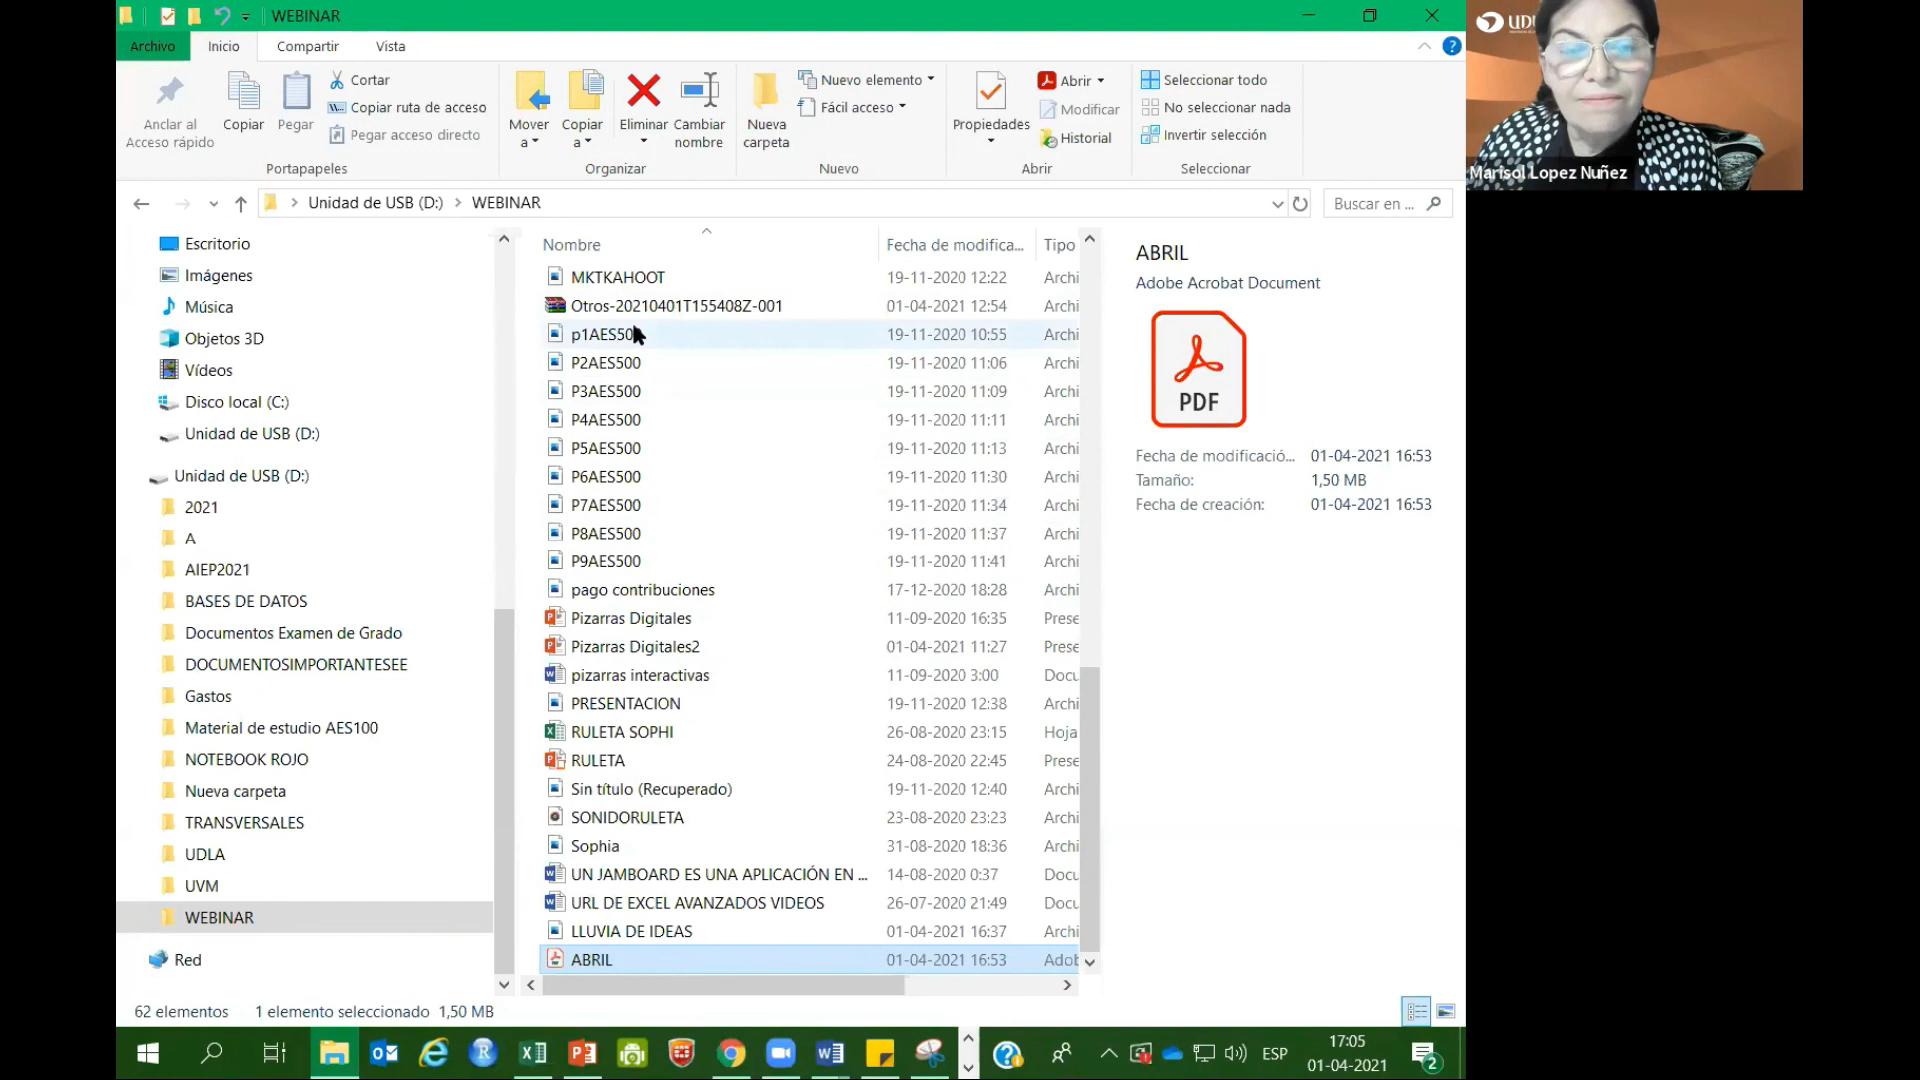 WEBINAR
Archivo Inicio Compartir Vista
Anclar al Acceso rápido
Copiar
Pegar
Cortar
Copiar ruta de acceso
Pegar acceso directo
Portapapeles
Mover a
Copiar a
Eliminar
Cambiar nombre
Organizar
Nueva carpeta
Nuevo elemento
Fácil acceso
Nuevo
Propiedades
Abrir
Modificar
Historial
Abrir
Seleccionar todo
No seleccionar nada
Invertir selección
Seleccionar
Unidad de USB (D:) WEBINAR
Buscar en ...
Escritorio
Imágenes
Música
Objetos 3D
Vídeos
Disco local (C:)
Unidad de USB (D:)
Unidad de USB (D:)
2021
A
AIEP2021
BASES DE DATOS
Documentos Examen de Grado
DOCUMENTOSIMPORTANTESEE
Gastos
Material de estudio AES100
NOTEBOOK ROJO
Nueva carpeta
TRANSVERSALES
UDLA
UVM
WEBINAR
Red
Nombre Fecha de modifica... Tipo
MKTKAHOOT 19-11-2020 12:22 Archi
Otros-20210401T155408Z-001 01-04-2021 12:54 Archi
p1AES500 19-11-2020 10:55 Archi
P2AES500 19-11-2020 11:06 Archi
P3AES500 19-11-2020 11:09 Archi
P4AES500 19-11-2020 11:11 Archi
P5AES500 19-11-2020 11:13 Archi
P6AES500 19-11-2020 11:30 Archi
P7AES500 19-11-2020 11:34 Archi
P8AES500 19-11-2020 11:37 Archi
P9AES500 19-11-2020 11:41 Archi
pago contribuciones 17-12-2020 18:28 Archi
Pizarras Digitales 11-09-2020 16:35 Prese
Pizarras Digitales2 01-04-2021 11:27 Prese
pizarras interactivas 11-09-2020 3:00 Docu
PRESENTACION 19-11-2020 12:38 Archi
RULETA SOPHI 26-08-2020 23:15 Hoja
RULETA 24-08-2020 22:45 Prese
Sin título (Recuperado) 19-11-2020 12:40 Archi
SONIDORULETA 23-08-2020 23:23 Archi
Sophia 31-08-2020 18:36 Archi
UN JAMBOARD ES UNA APLICACIÓN EN ... 14-08-2020 0:37 Docu
URL DE EXCEL AVANZADOS VIDEOS 26-07-2020 21:49 Docu
LLUVIA DE IDEAS 01-04-2021 16:37 Archi
ABRIL 01-04-2021 16:53 Adob
ABRIL
Adobe Acrobat Document
PDF
Fecha de modificació... 01-04-2021 16:53
Tamaño: 1,50 MB
Fecha de creación: 01-04-2021 16:53
62 elementos 1 elemento seleccionado 1,50 MB
ESP
17:05
01-04-2021
2
Marisol Lopez Nuñez